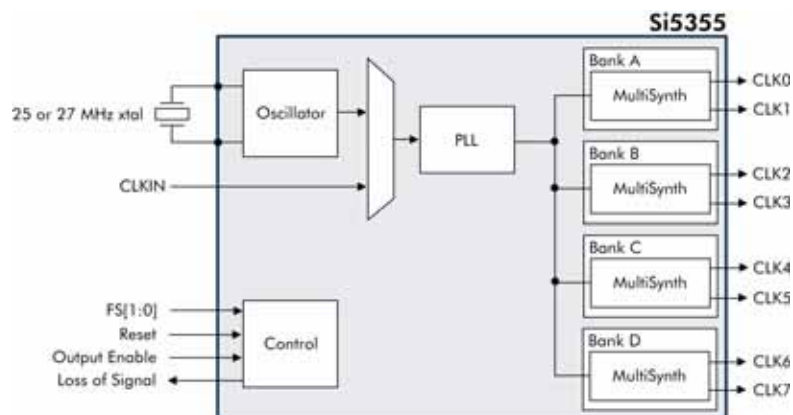 Si5355
25 or 27 MHz xtal
Oscillator
CLKIN
PLL
Bank A
MultiSynth
CLK0
CLK1
Bank B
MultiSynth
CLK2
CLK3
Bank C
MultiSynth
CLK4
CLK5
Bank D
MultiSynth
CLK6
CLK7
FS[1:0]
Reset
Output Enable
Loss of Signal
Control